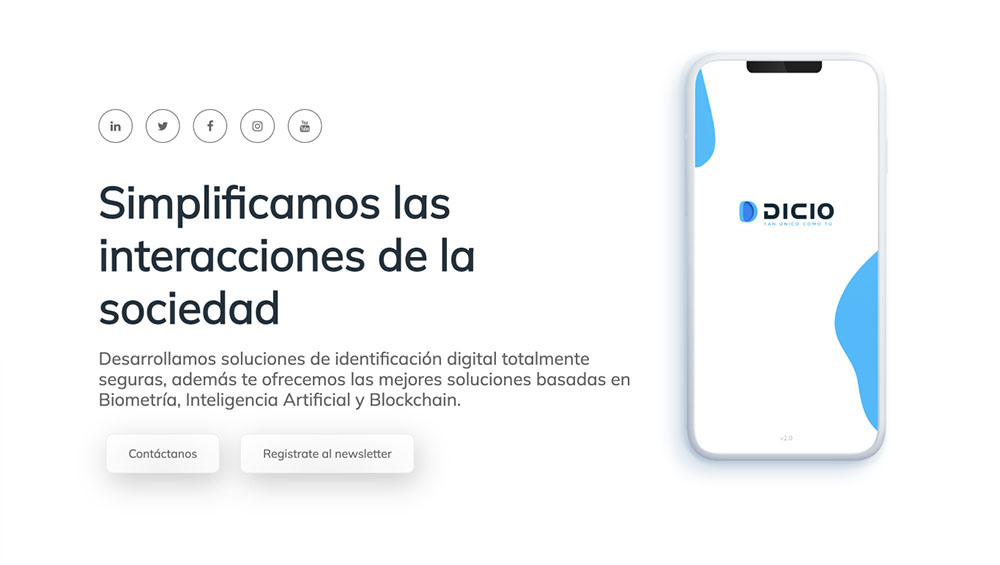 Simplificamos las
interacciones de la
sociedad
Desarrollamos soluciones de identificación digital totalmente
seguras, además te ofrecemos las mejores soluciones basadas en
Biometría, Inteligencia Artificial y Blockchain.
Contáctanos
Registrate al newsletter
DICIO
TAN ÚNICO COMO TÚ
v2.0